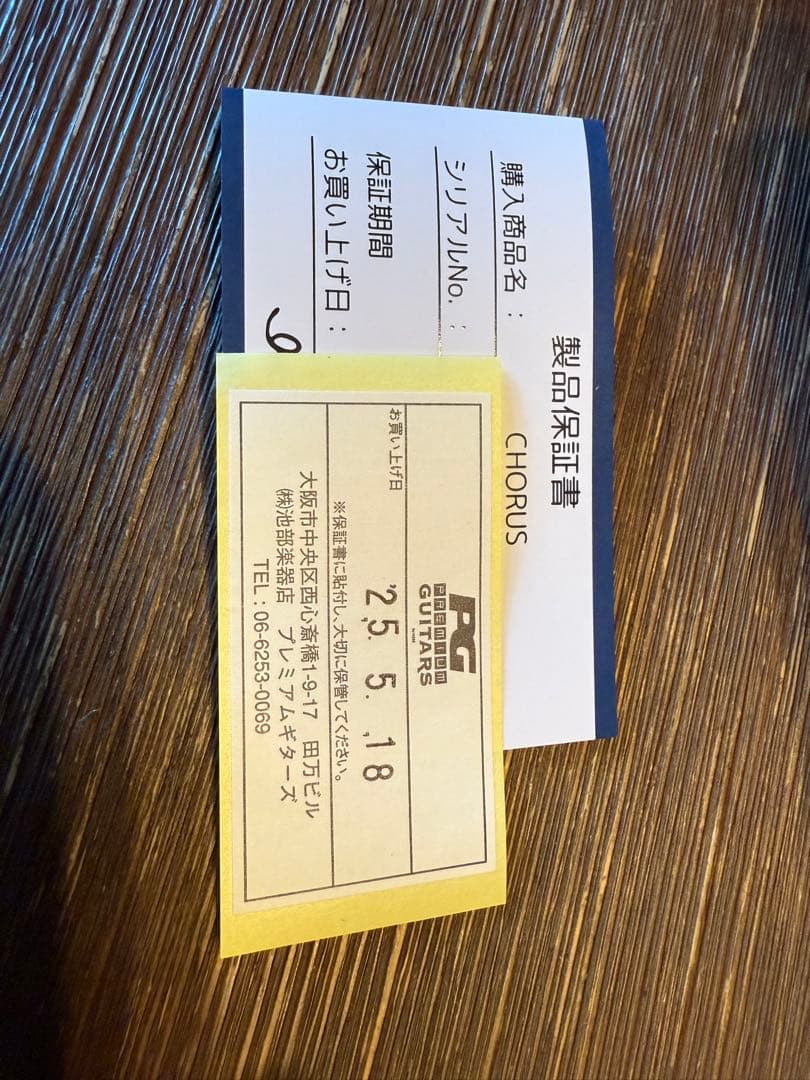 製品保証書
購入商品名：
CHORUS
シリアルNo.：
保証期間
お買い上げ日：
PG
PREMIUM
GUITARS
お買い上げ日
'25. 5. 18
※保証書に貼付し、大切に保管してください。
大阪市中央区西心斎橋1-9-17 田万ビル
㈱池部楽器店 プレミアムギターズ
TEL：06-6253-0069